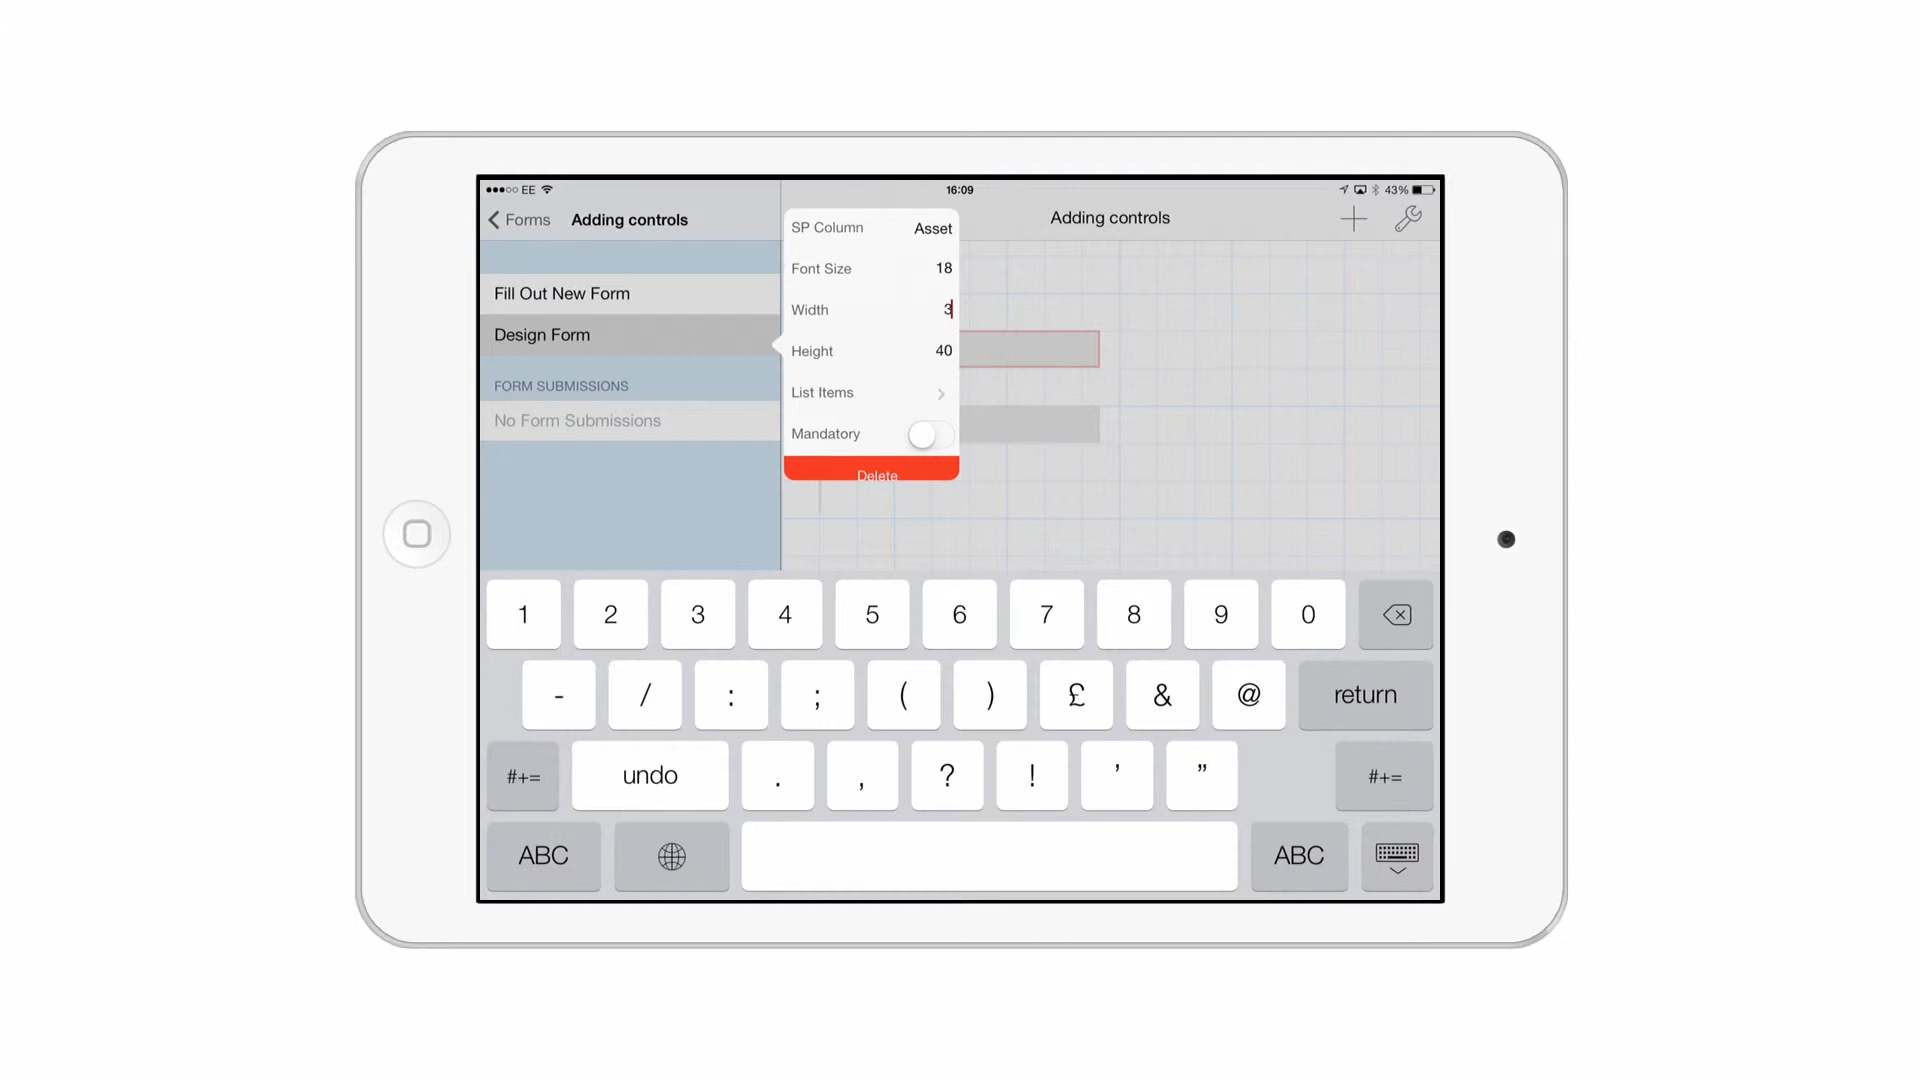 EE 16:09 43%
Forms Adding controls
Adding controls
Fill Out New Form
Design Form
FORM SUBMISSIONS
No Form Submissions
SP Column Asset
Font Size 18
Width 3
Height 40
List Items
Mandatory
Delete
1 2 3 4 5 6 7 8 9 0
- / : ; ( ) £ & @ return
#+= undo . , ? ! ’ ” #+=
ABC ABC